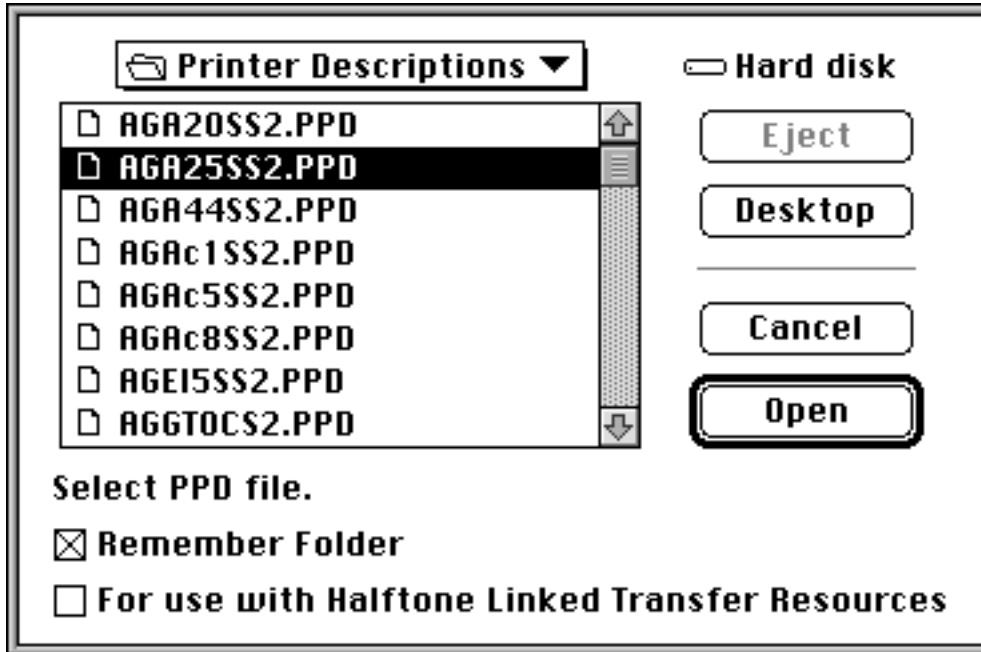 Printer Descriptions
Hard disk
AGA20SS2.PPD
AGA25SS2.PPD
AGA44SS2.PPD
AGAc1SS2.PPD
AGAc5SS2.PPD
AGAc8SS2.PPD
AGEI5SS2.PPD
AGGTOCS2.PPD
Eject
Desktop
Cancel
Open
Select PPD file.
Remember Folder
For use with Halftone Linked Transfer Resources